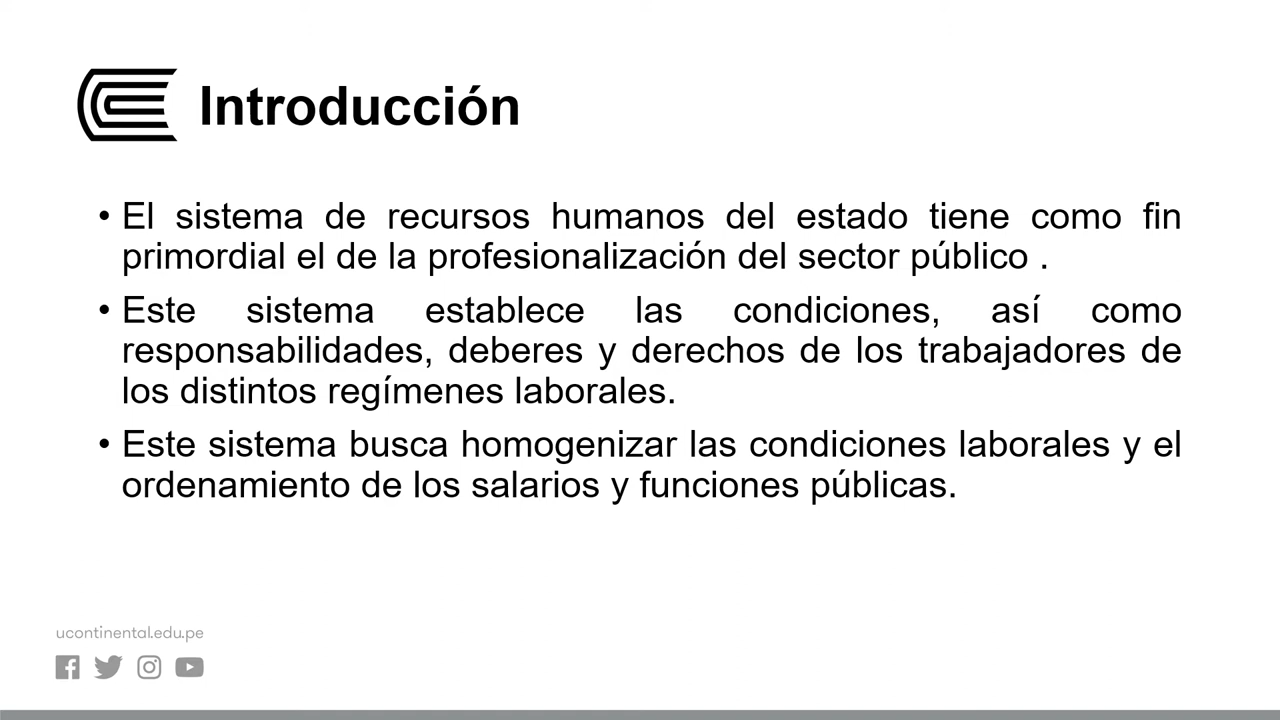 Introducción
• El sistema de recursos humanos del estado tiene como fin
primordial el de la profesionalización del sector público .
• Este sistema establece las condiciones, así como
responsabilidades, deberes y derechos de los trabajadores de
los distintos regímenes laborales.
• Este sistema busca homogenizar las condiciones laborales y el
ordenamiento de los salarios y funciones públicas.
ucontinental.edu.pe